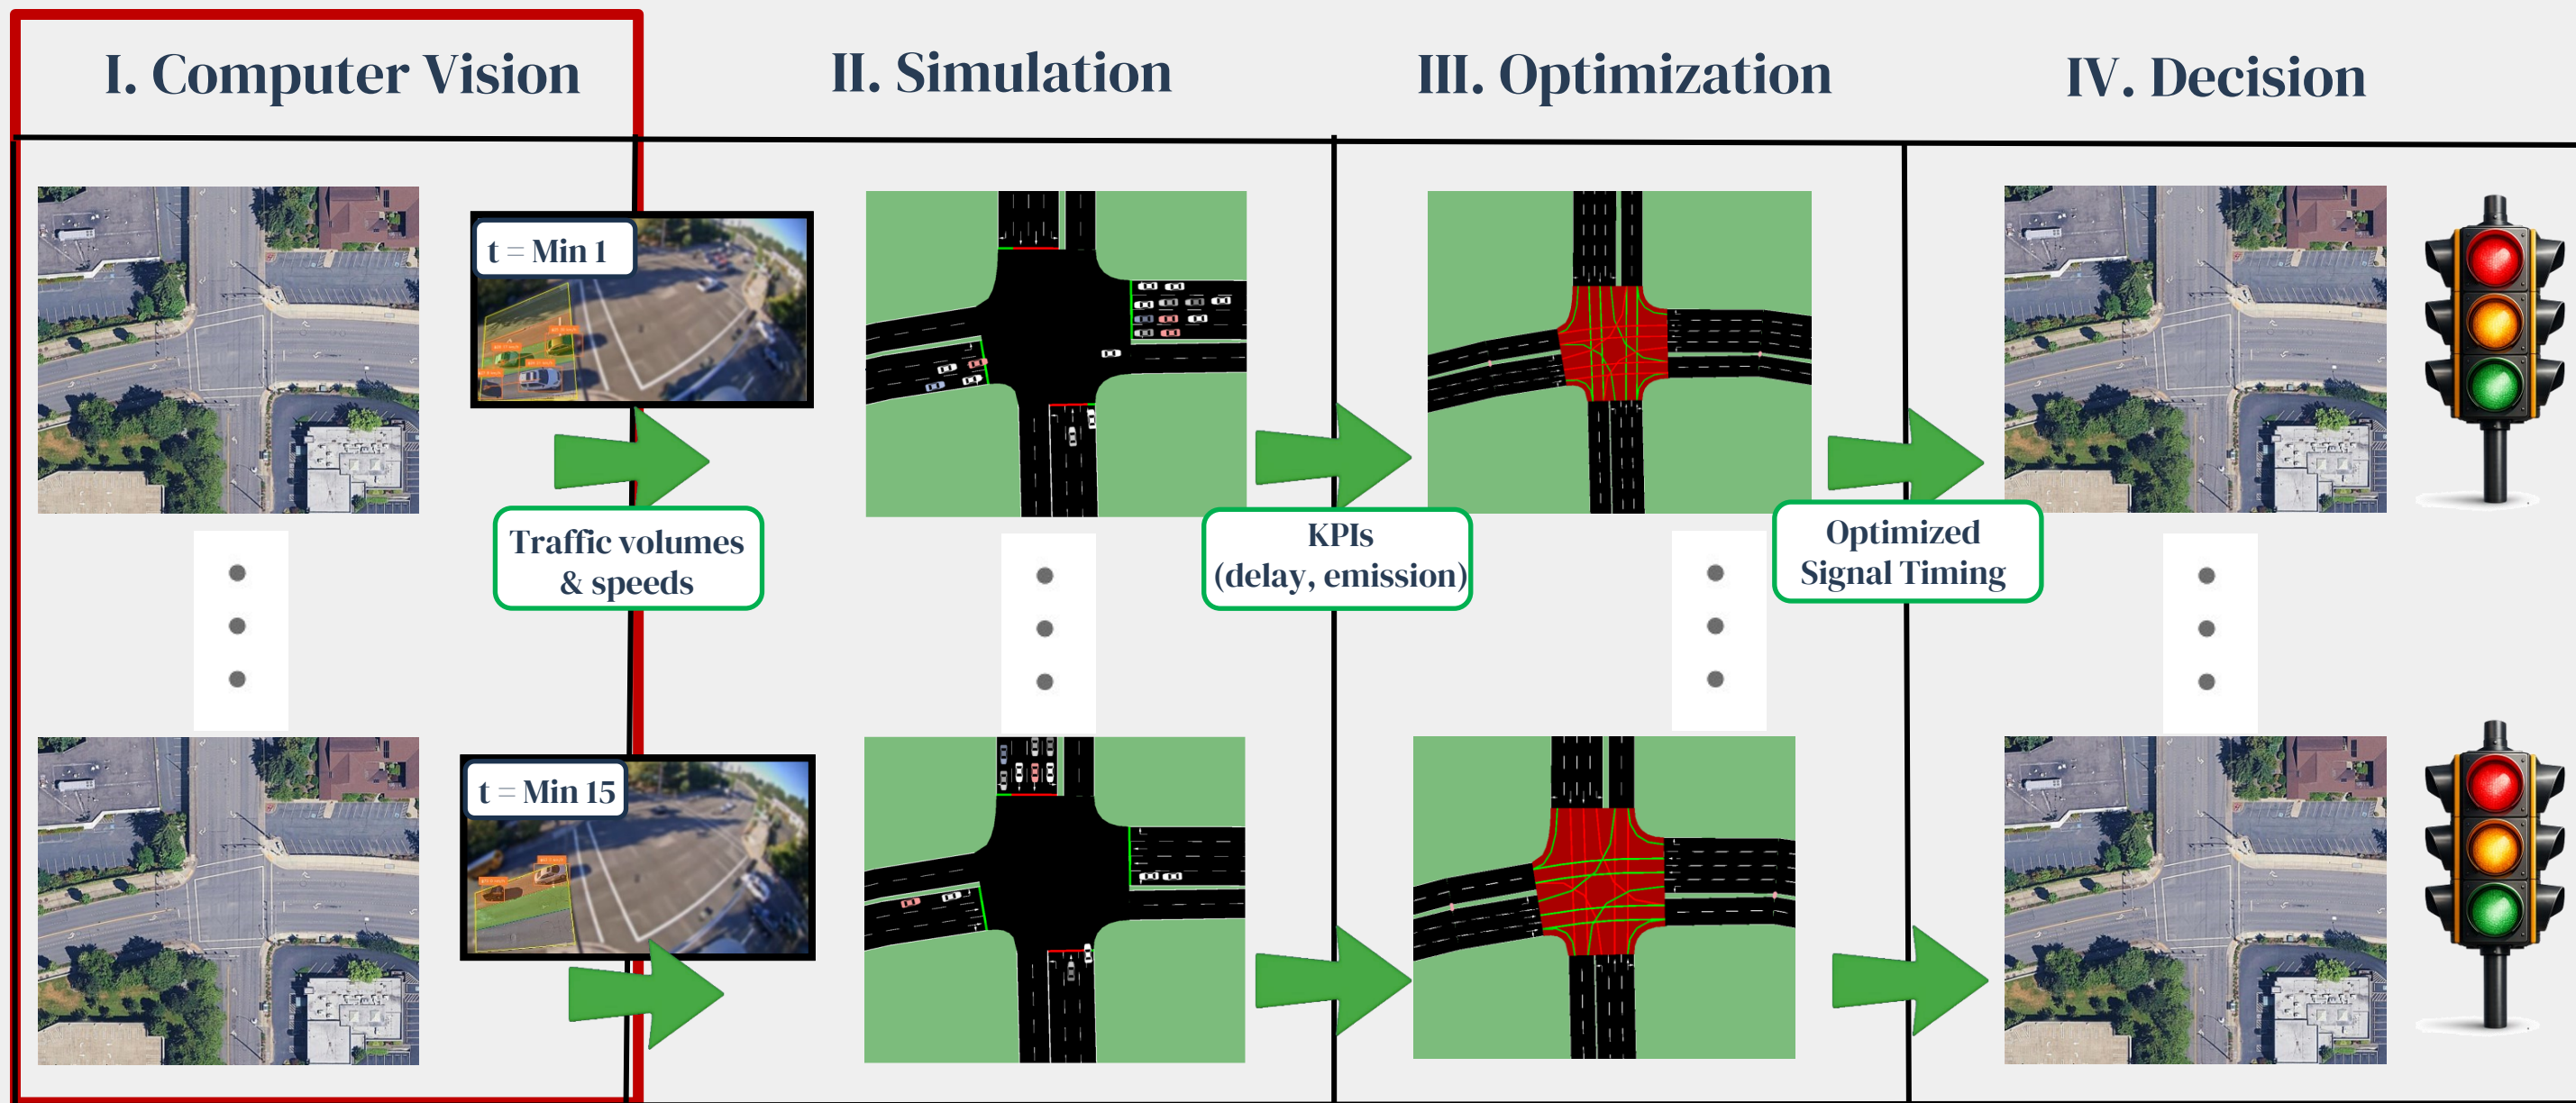 I. Computer Vision
II. Simulation
III. Optimization
IV. Decision
t = Min 1
Traffic volumes
& speeds
KPIs
(delay, emission)
Optimized
Signal Timing
t = Min 15